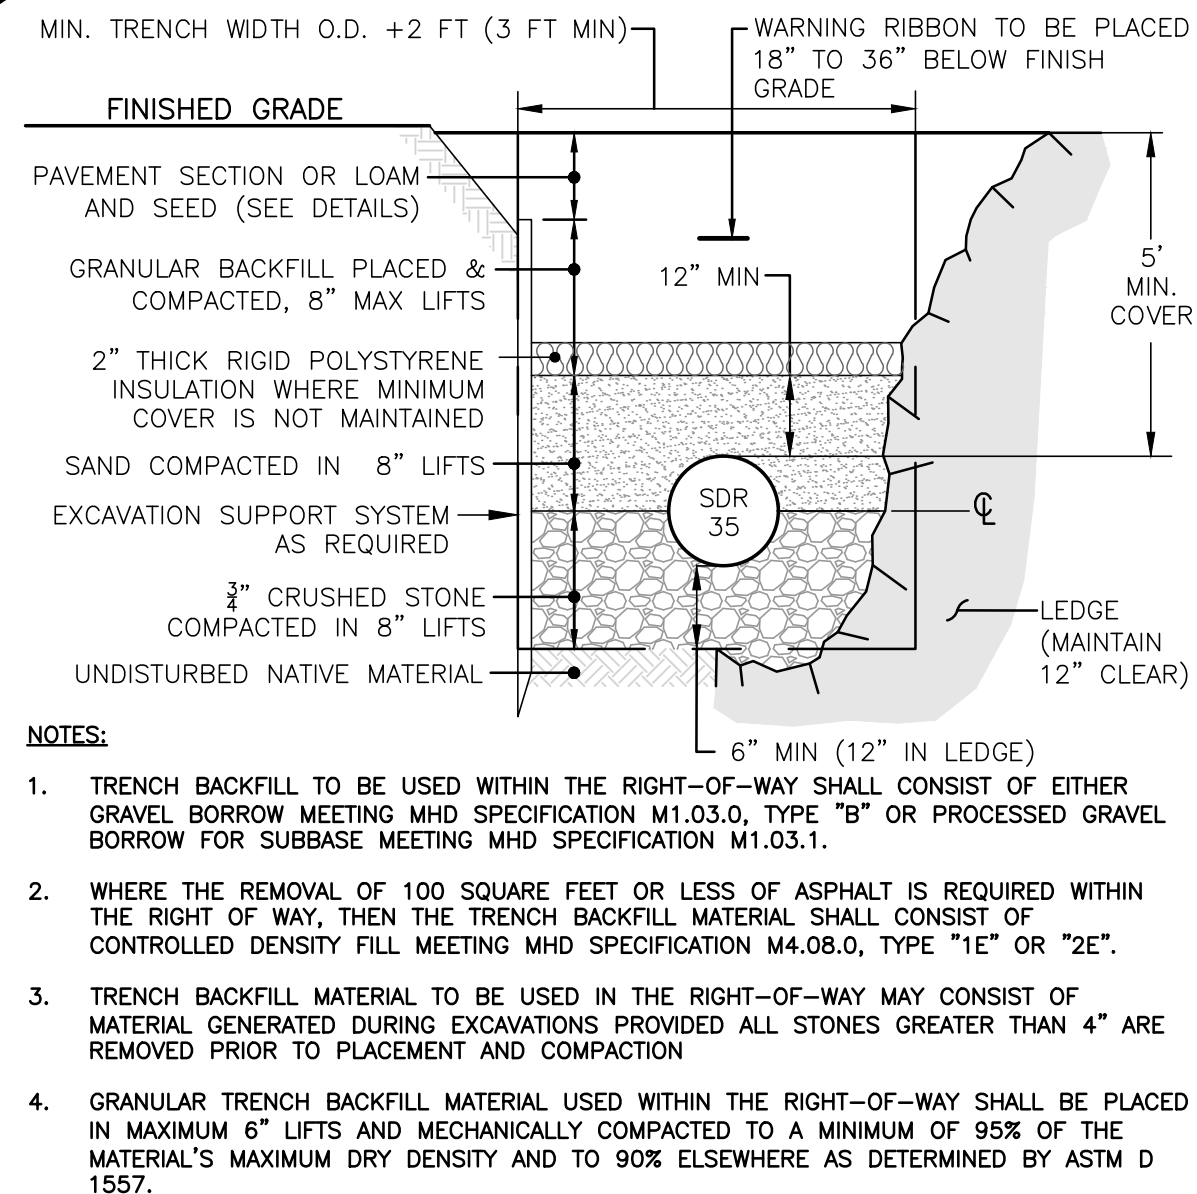 MIN. TRENCH WIDTH O.D. +2 FT (3 FT MIN)
WARNING RIBBON TO BE PLACED
18” TO 36” BELOW FINISH
GRADE
FINISHED GRADE
PAVEMENT SECTION OR LOAM
AND SEED (SEE DETAILS)
GRANULAR BACKFILL PLACED &
COMPACTED, 8” MAX LIFTS
12” MIN
5’
MIN.
COVER
2” THICK RIGID POLYSTYRENE
INSULATION WHERE MINIMUM
COVER IS NOT MAINTAINED
SAND COMPACTED IN 8” LIFTS
SDR
35
℄
EXCAVATION SUPPORT SYSTEM
AS REQUIRED
¾” CRUSHED STONE
COMPACTED IN 8” LIFTS
LEDGE
(MAINTAIN
12” CLEAR)
UNDISTURBED NATIVE MATERIAL
6” MIN (12” IN LEDGE)
NOTES:
1. TRENCH BACKFILL TO BE USED WITHIN THE RIGHT-OF-WAY SHALL CONSIST OF EITHER
GRAVEL BORROW MEETING MHD SPECIFICATION M1.03.0, TYPE ”B” OR PROCESSED GRAVEL
BORROW FOR SUBBASE MEETING MHD SPECIFICATION M1.03.1.
2. WHERE THE REMOVAL OF 100 SQUARE FEET OR LESS OF ASPHALT IS REQUIRED WITHIN
THE RIGHT OF WAY, THEN THE TRENCH BACKFILL MATERIAL SHALL CONSIST OF
CONTROLLED DENSITY FILL MEETING MHD SPECIFICATION M4.08.0, TYPE ”1E” OR ”2E”.
3. TRENCH BACKFILL MATERIAL TO BE USED IN THE RIGHT-OF-WAY MAY CONSIST OF
MATERIAL GENERATED DURING EXCAVATIONS PROVIDED ALL STONES GREATER THAN 4” ARE
REMOVED PRIOR TO PLACEMENT AND COMPACTION
4. GRANULAR TRENCH BACKFILL MATERIAL USED WITHIN THE RIGHT-OF-WAY SHALL BE PLACED
IN MAXIMUM 6” LIFTS AND MECHANICALLY COMPACTED TO A MINIMUM OF 95% OF THE
MATERIAL'S MAXIMUM DRY DENSITY AND TO 90% ELSEWHERE AS DETERMINED BY ASTM D
1557.